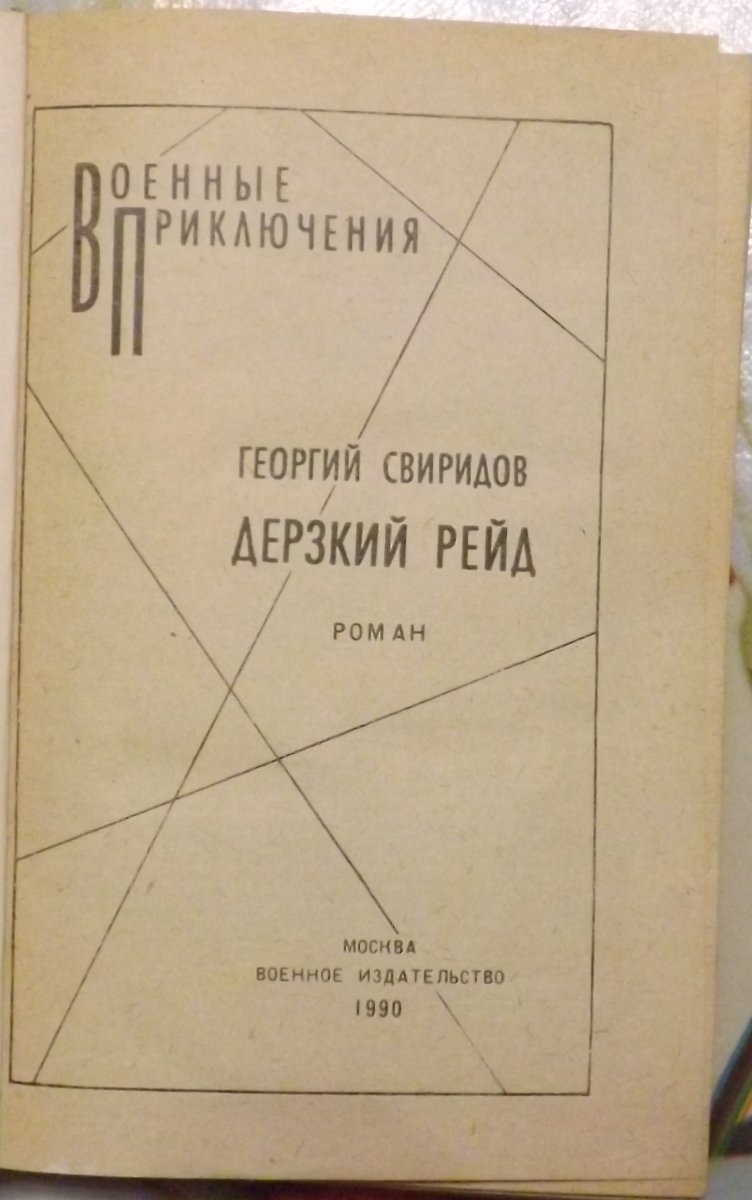 ВОЕННЫЕ
ПРИКЛЮЧЕНИЯ
ГЕОРГИЙ СВИРИДОВ
ДЕРЗКИЙ РЕЙД
РОМАН
МОСКВА
ВОЕННОЕ ИЗДАТЕЛЬСТВО
1990